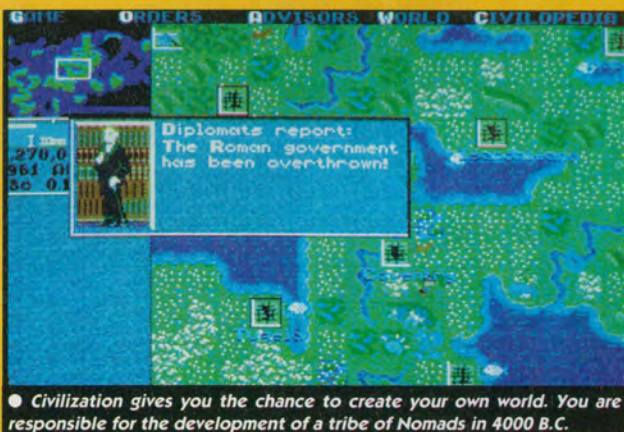 GAME ORDERS ADVISORS WORLD CIVILOPEDIA
Diplomats report:
The Roman government
has been overthrown!
● Civilization gives you the chance to create your own world. You are
responsible for the development of a tribe of Nomads in 4000 B.C.